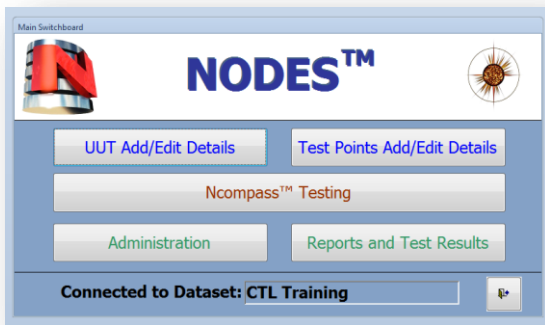 Main Switchboard
N
NODES™
UUT Add/Edit Details
Test Points Add/Edit Details
Ncompass™ Testing
Administration
Reports and Test Results
Connected to Dataset: CTL Training